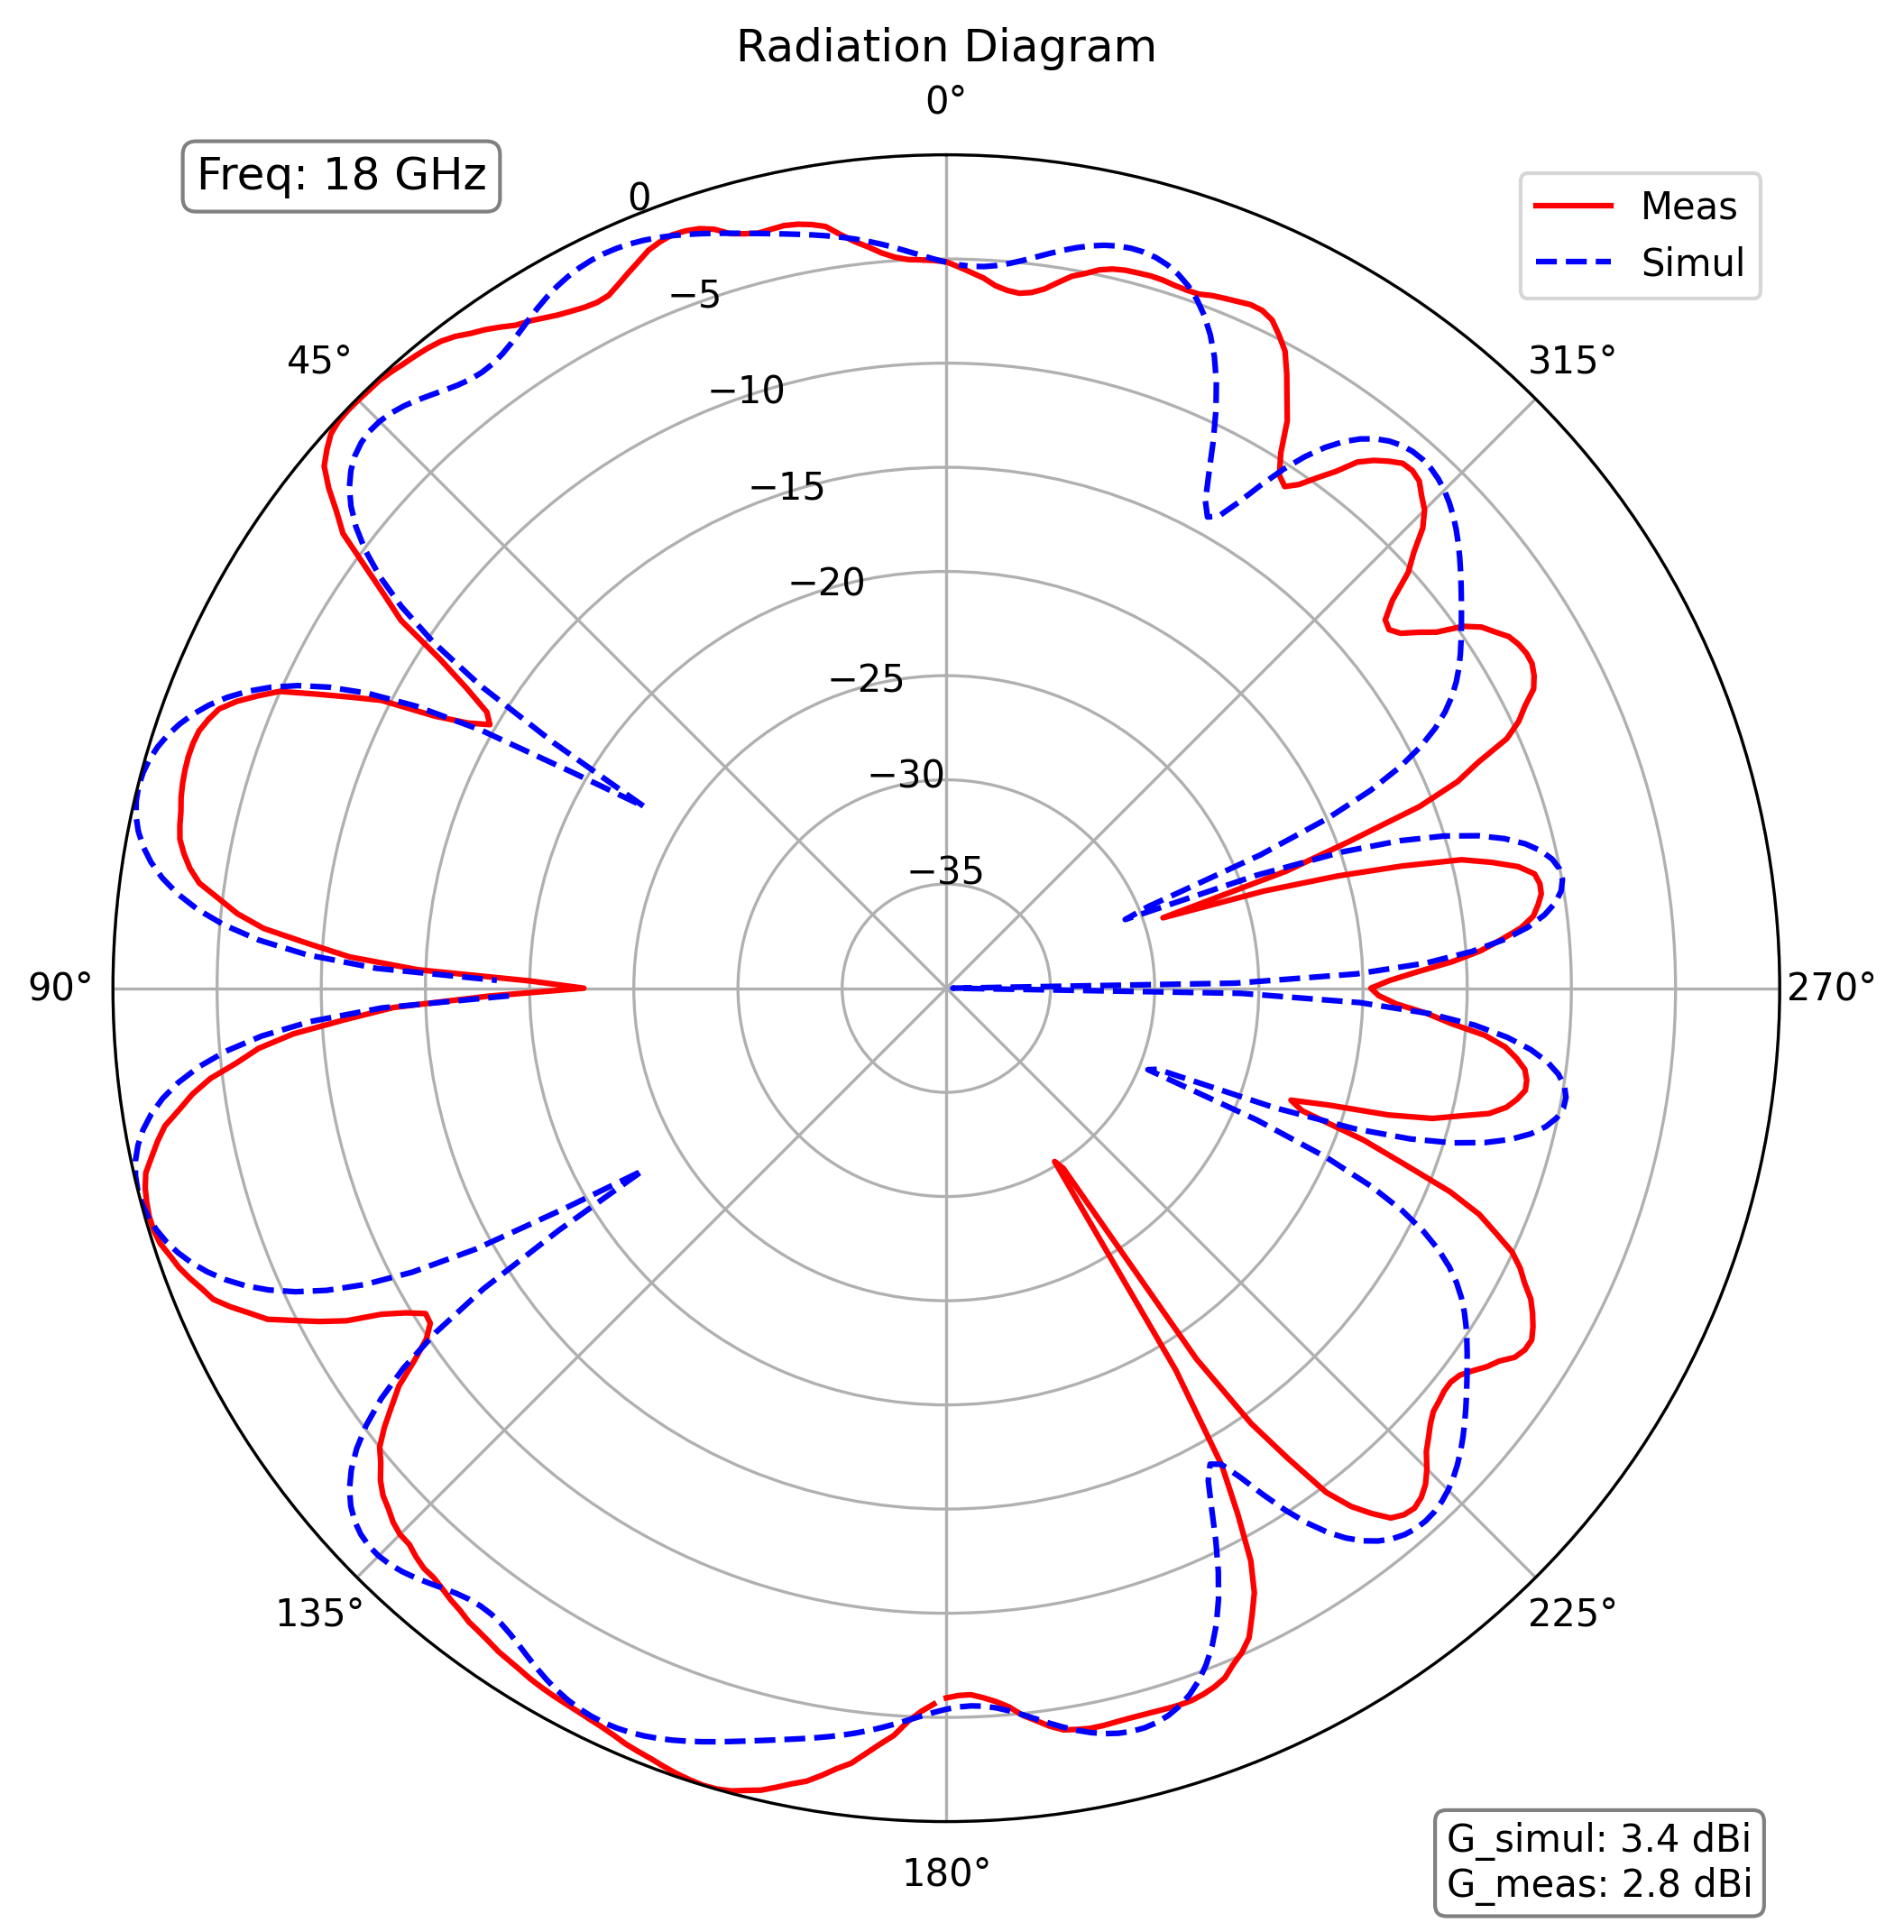 Radiation Diagram
0°
Freq: 18 GHz
Meas
Simul
0
−5
45°
315°
−10
−15
−20
−25
−30
−35
90°
270°
135°
225°
180°
G_simul: 3.4 dBi
G_meas: 2.8 dBi